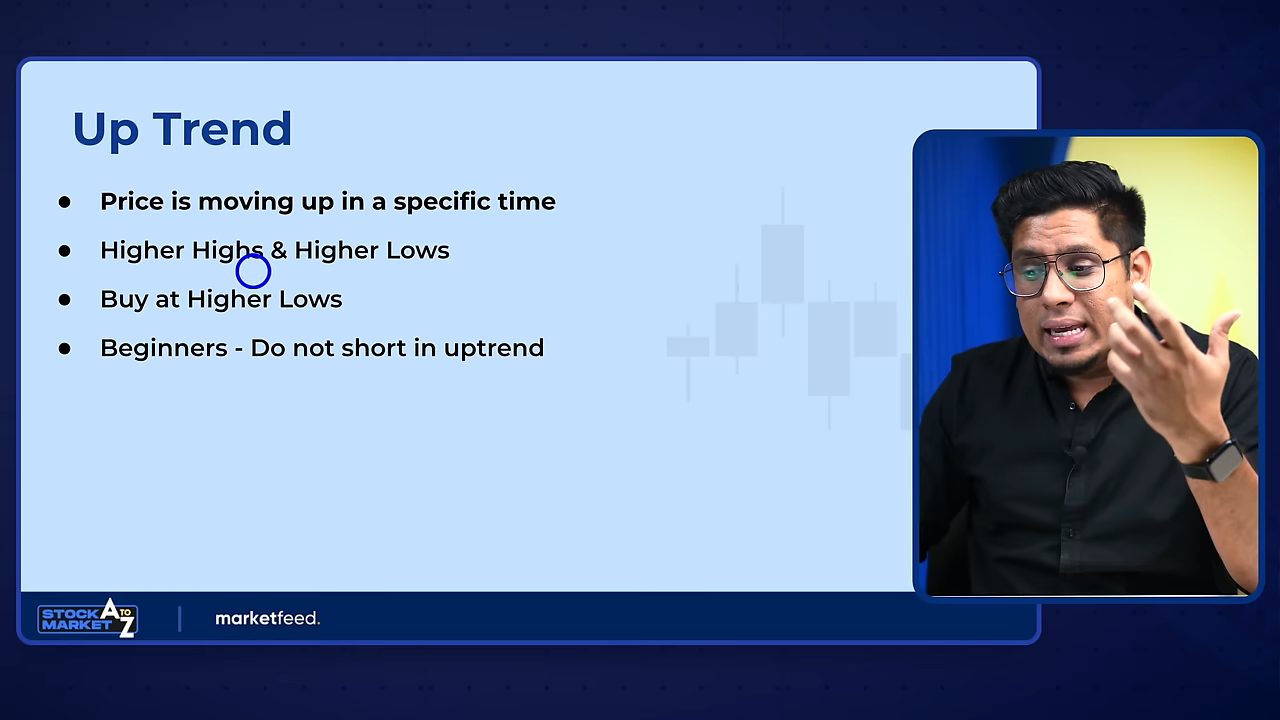 Up Trend
● Price is moving up in a specific time
● Higher Highs & Higher Lows
● Buy at Higher Lows
● Beginners - Do not short in uptrend
STOCK MARKET A TO Z
marketfeed.